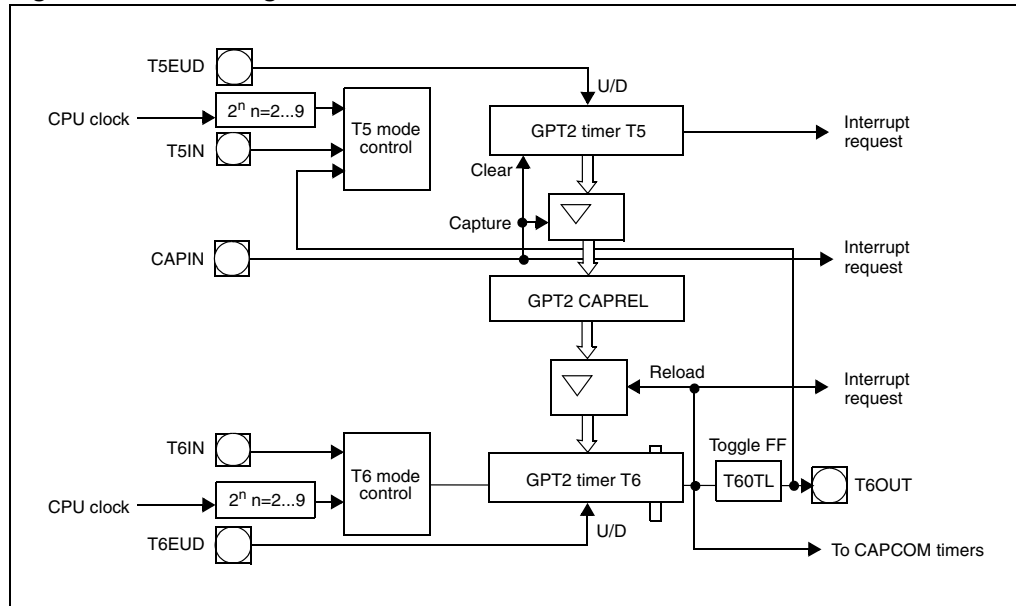 T5EUD
U/D
CPU clock
2ⁿ n=2...9
T5 mode
control
GPT2 timer T5
Interrupt
request
T5IN
Clear
Capture
CAPIN
Interrupt
request
GPT2 CAPREL
Reload
Interrupt
request
T6IN
Toggle FF
T6 mode
control
GPT2 timer T6
T60TL
T6OUT
CPU clock
2ⁿ n=2...9
U/D
T6EUD
To CAPCOM timers